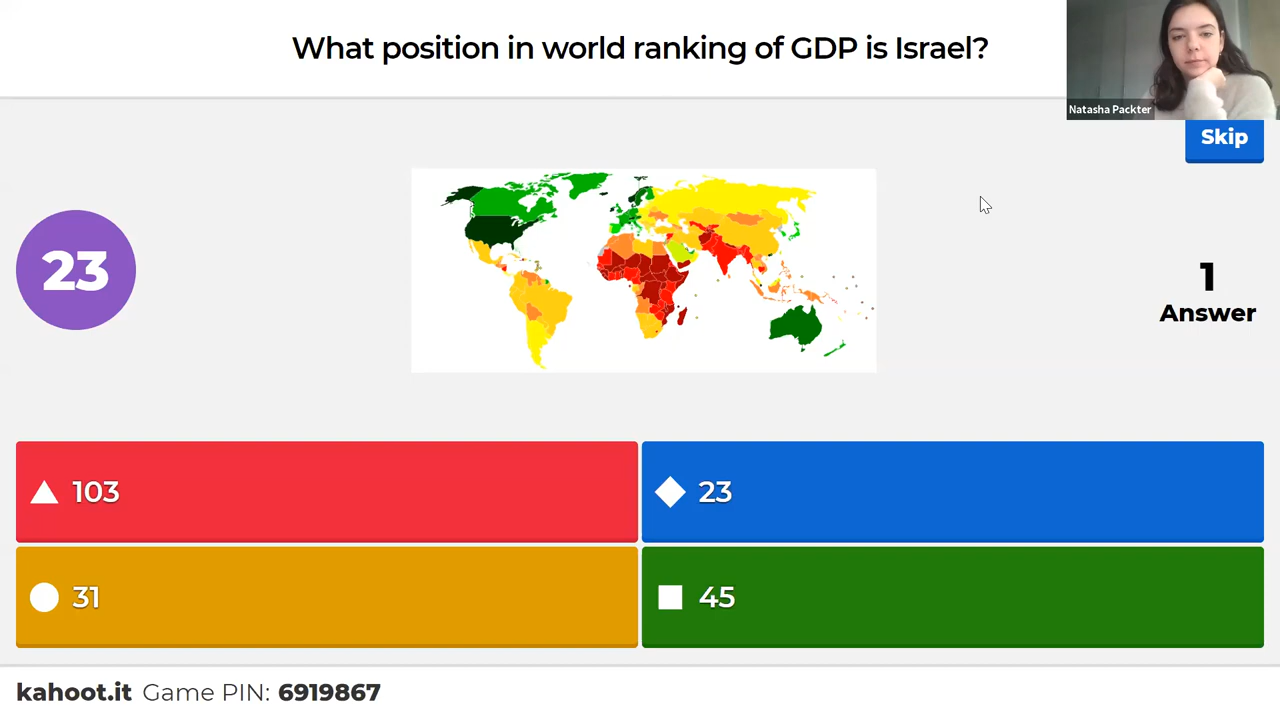 What position in world ranking of GDP is Israel?
Natasha Packter
Skip
23
1
Answer
103
23
31
45
kahoot.it Game PIN: 6919867